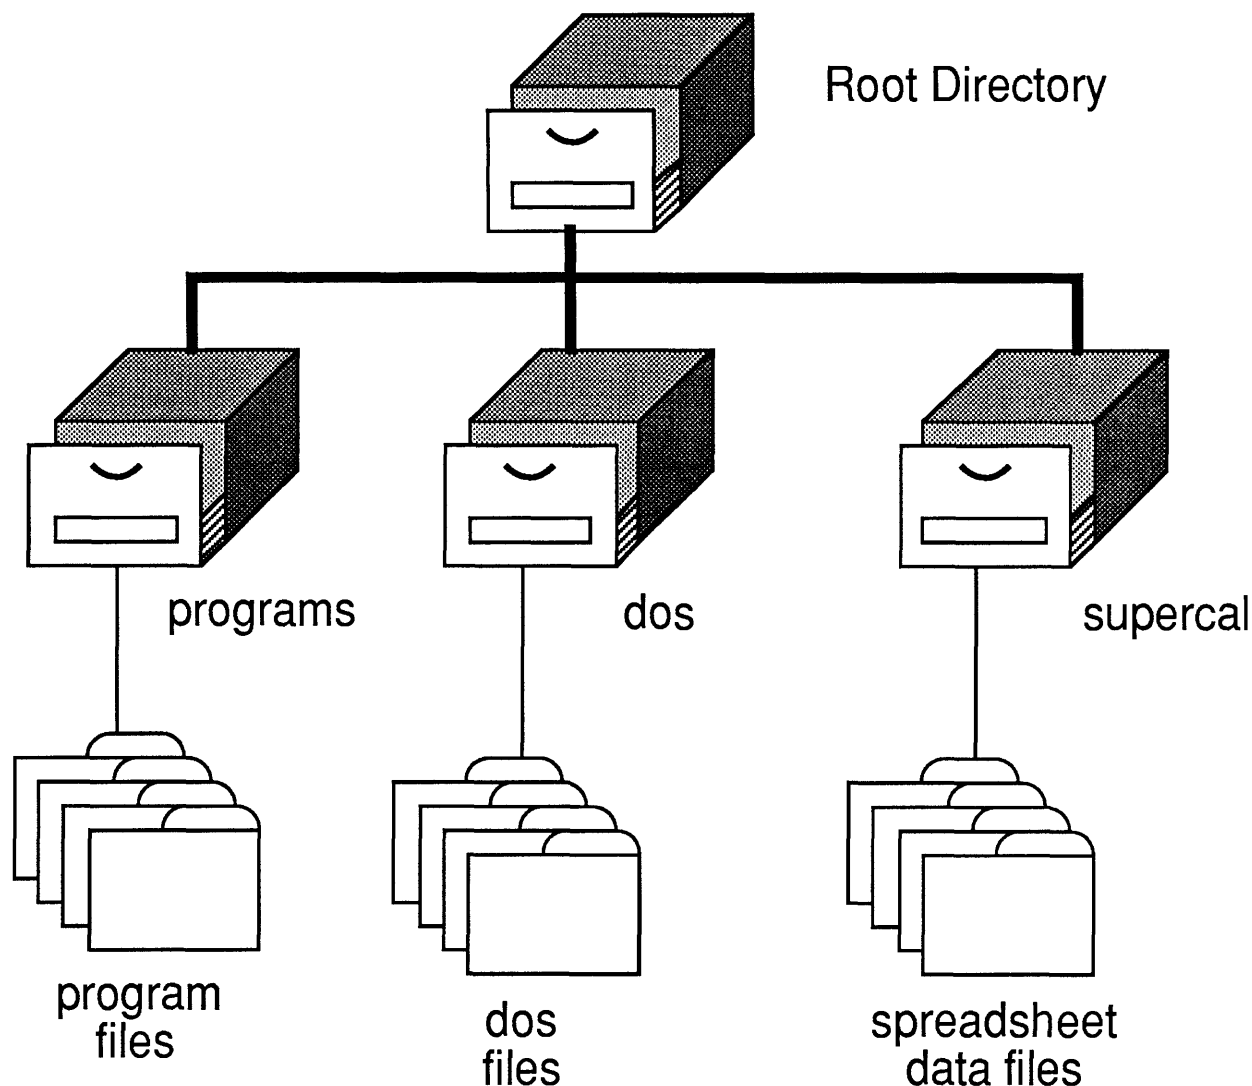 Root Directory
programs
dos
supercal
program
files
dos
files
spreadsheet
data files